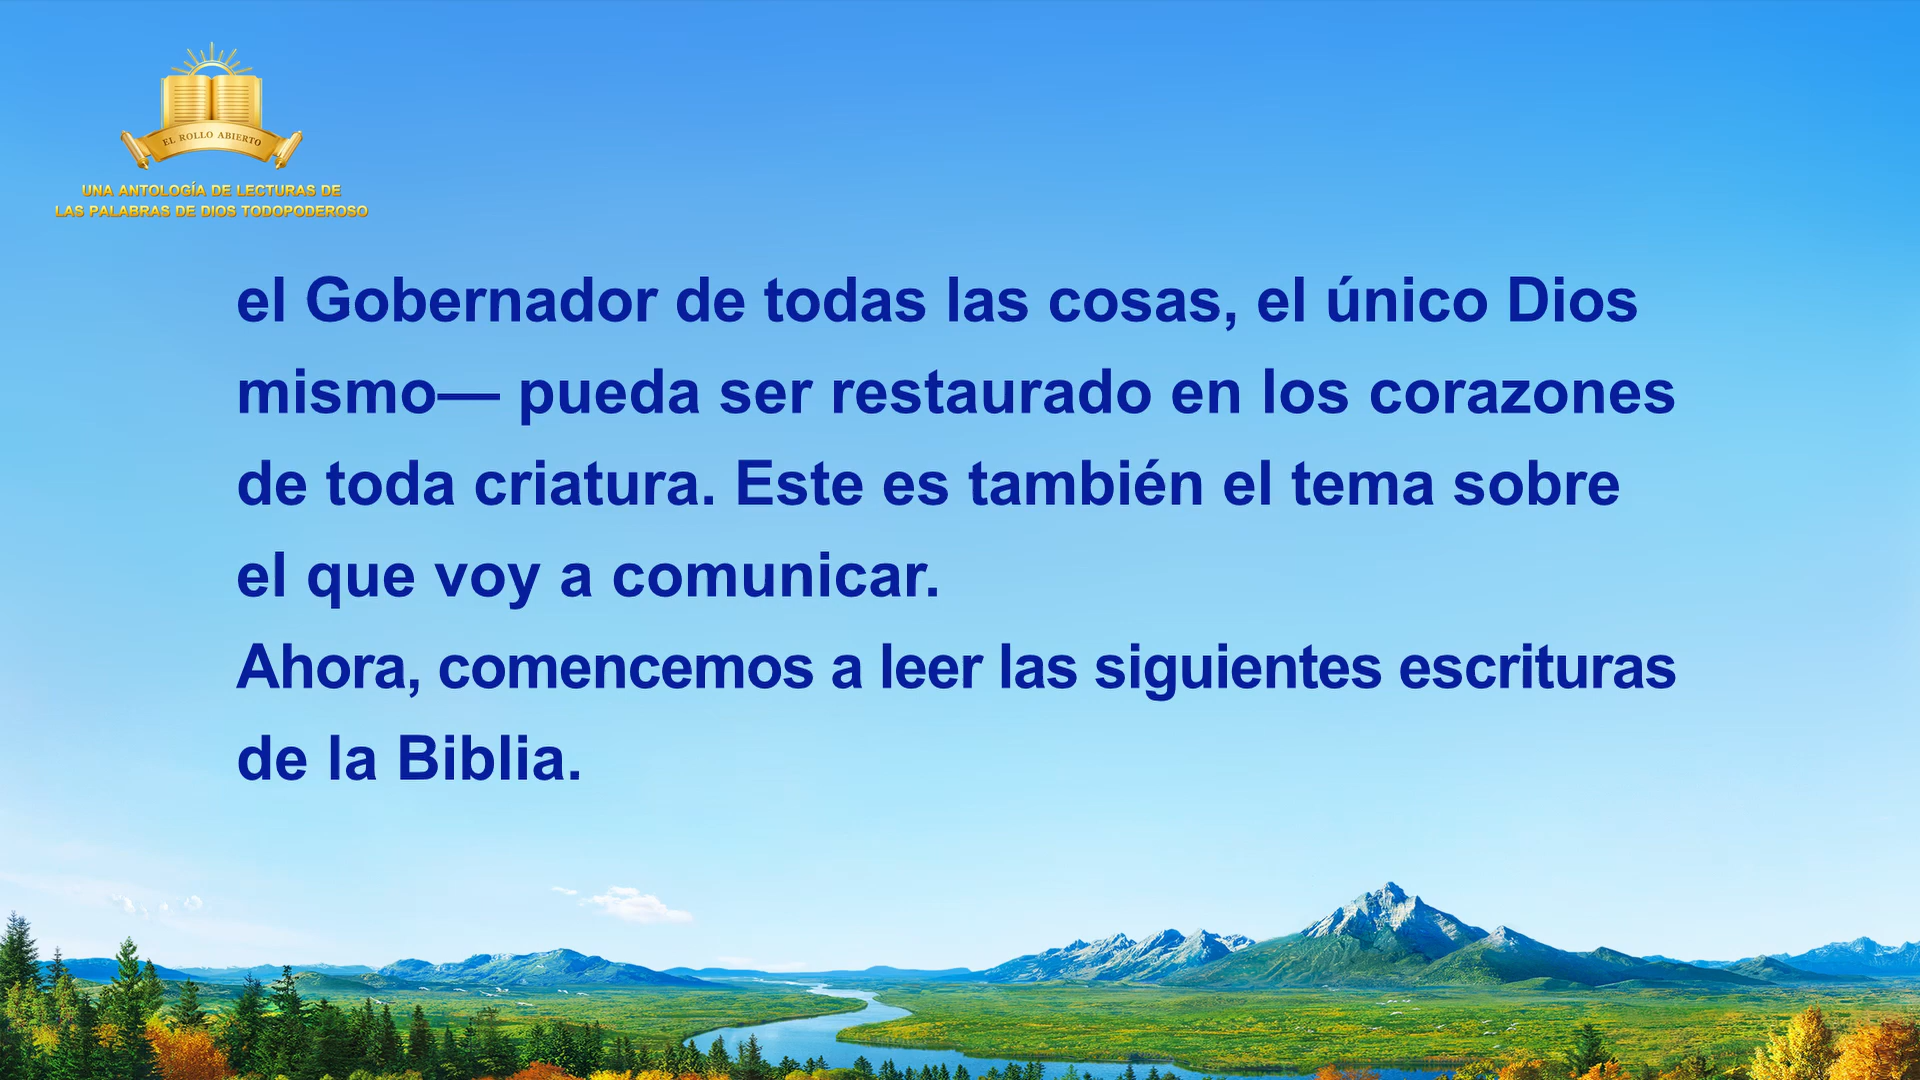 EL ROLLO ABIERTO
UNA ANTOLOGÍA DE LECTURAS DE
LAS PALABRAS DE DIOS TODOPODEROSO
el Gobernador de todas las cosas, el único Dios
mismo— pueda ser restaurado en los corazones
de toda criatura. Este es también el tema sobre
el que voy a comunicar.
Ahora, comencemos a leer las siguientes escrituras
de la Biblia.